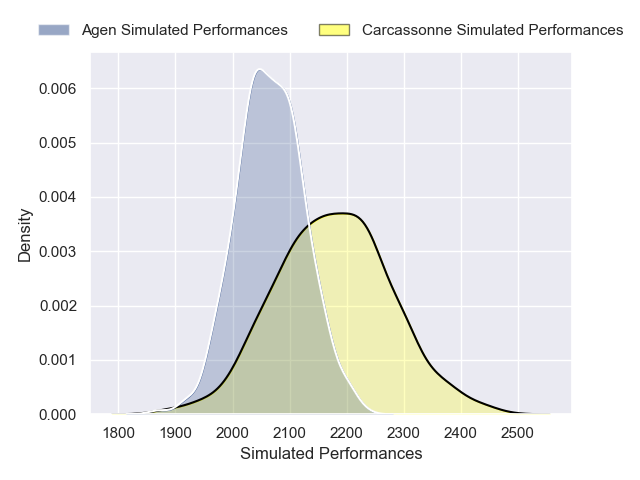 Agen Simulated Performances
Carcassonne Simulated Performances
0.006
0.005
0.004
0.003
0.002
0.001
0.000
Density
1800 1900 2000 2100 2200 2300 2400 2500
Simulated Performances